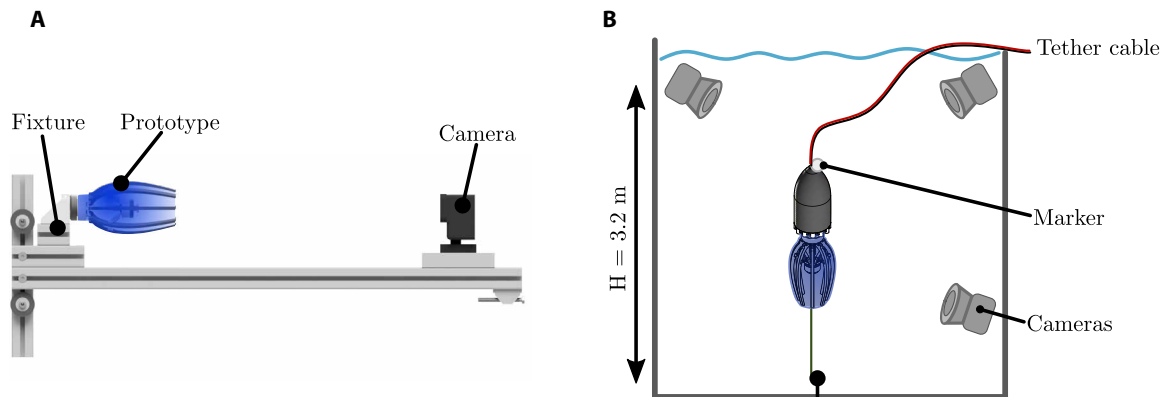 A
Fixture
Prototype
Camera
B
Tether cable
H = 3.2 m
Marker
Cameras